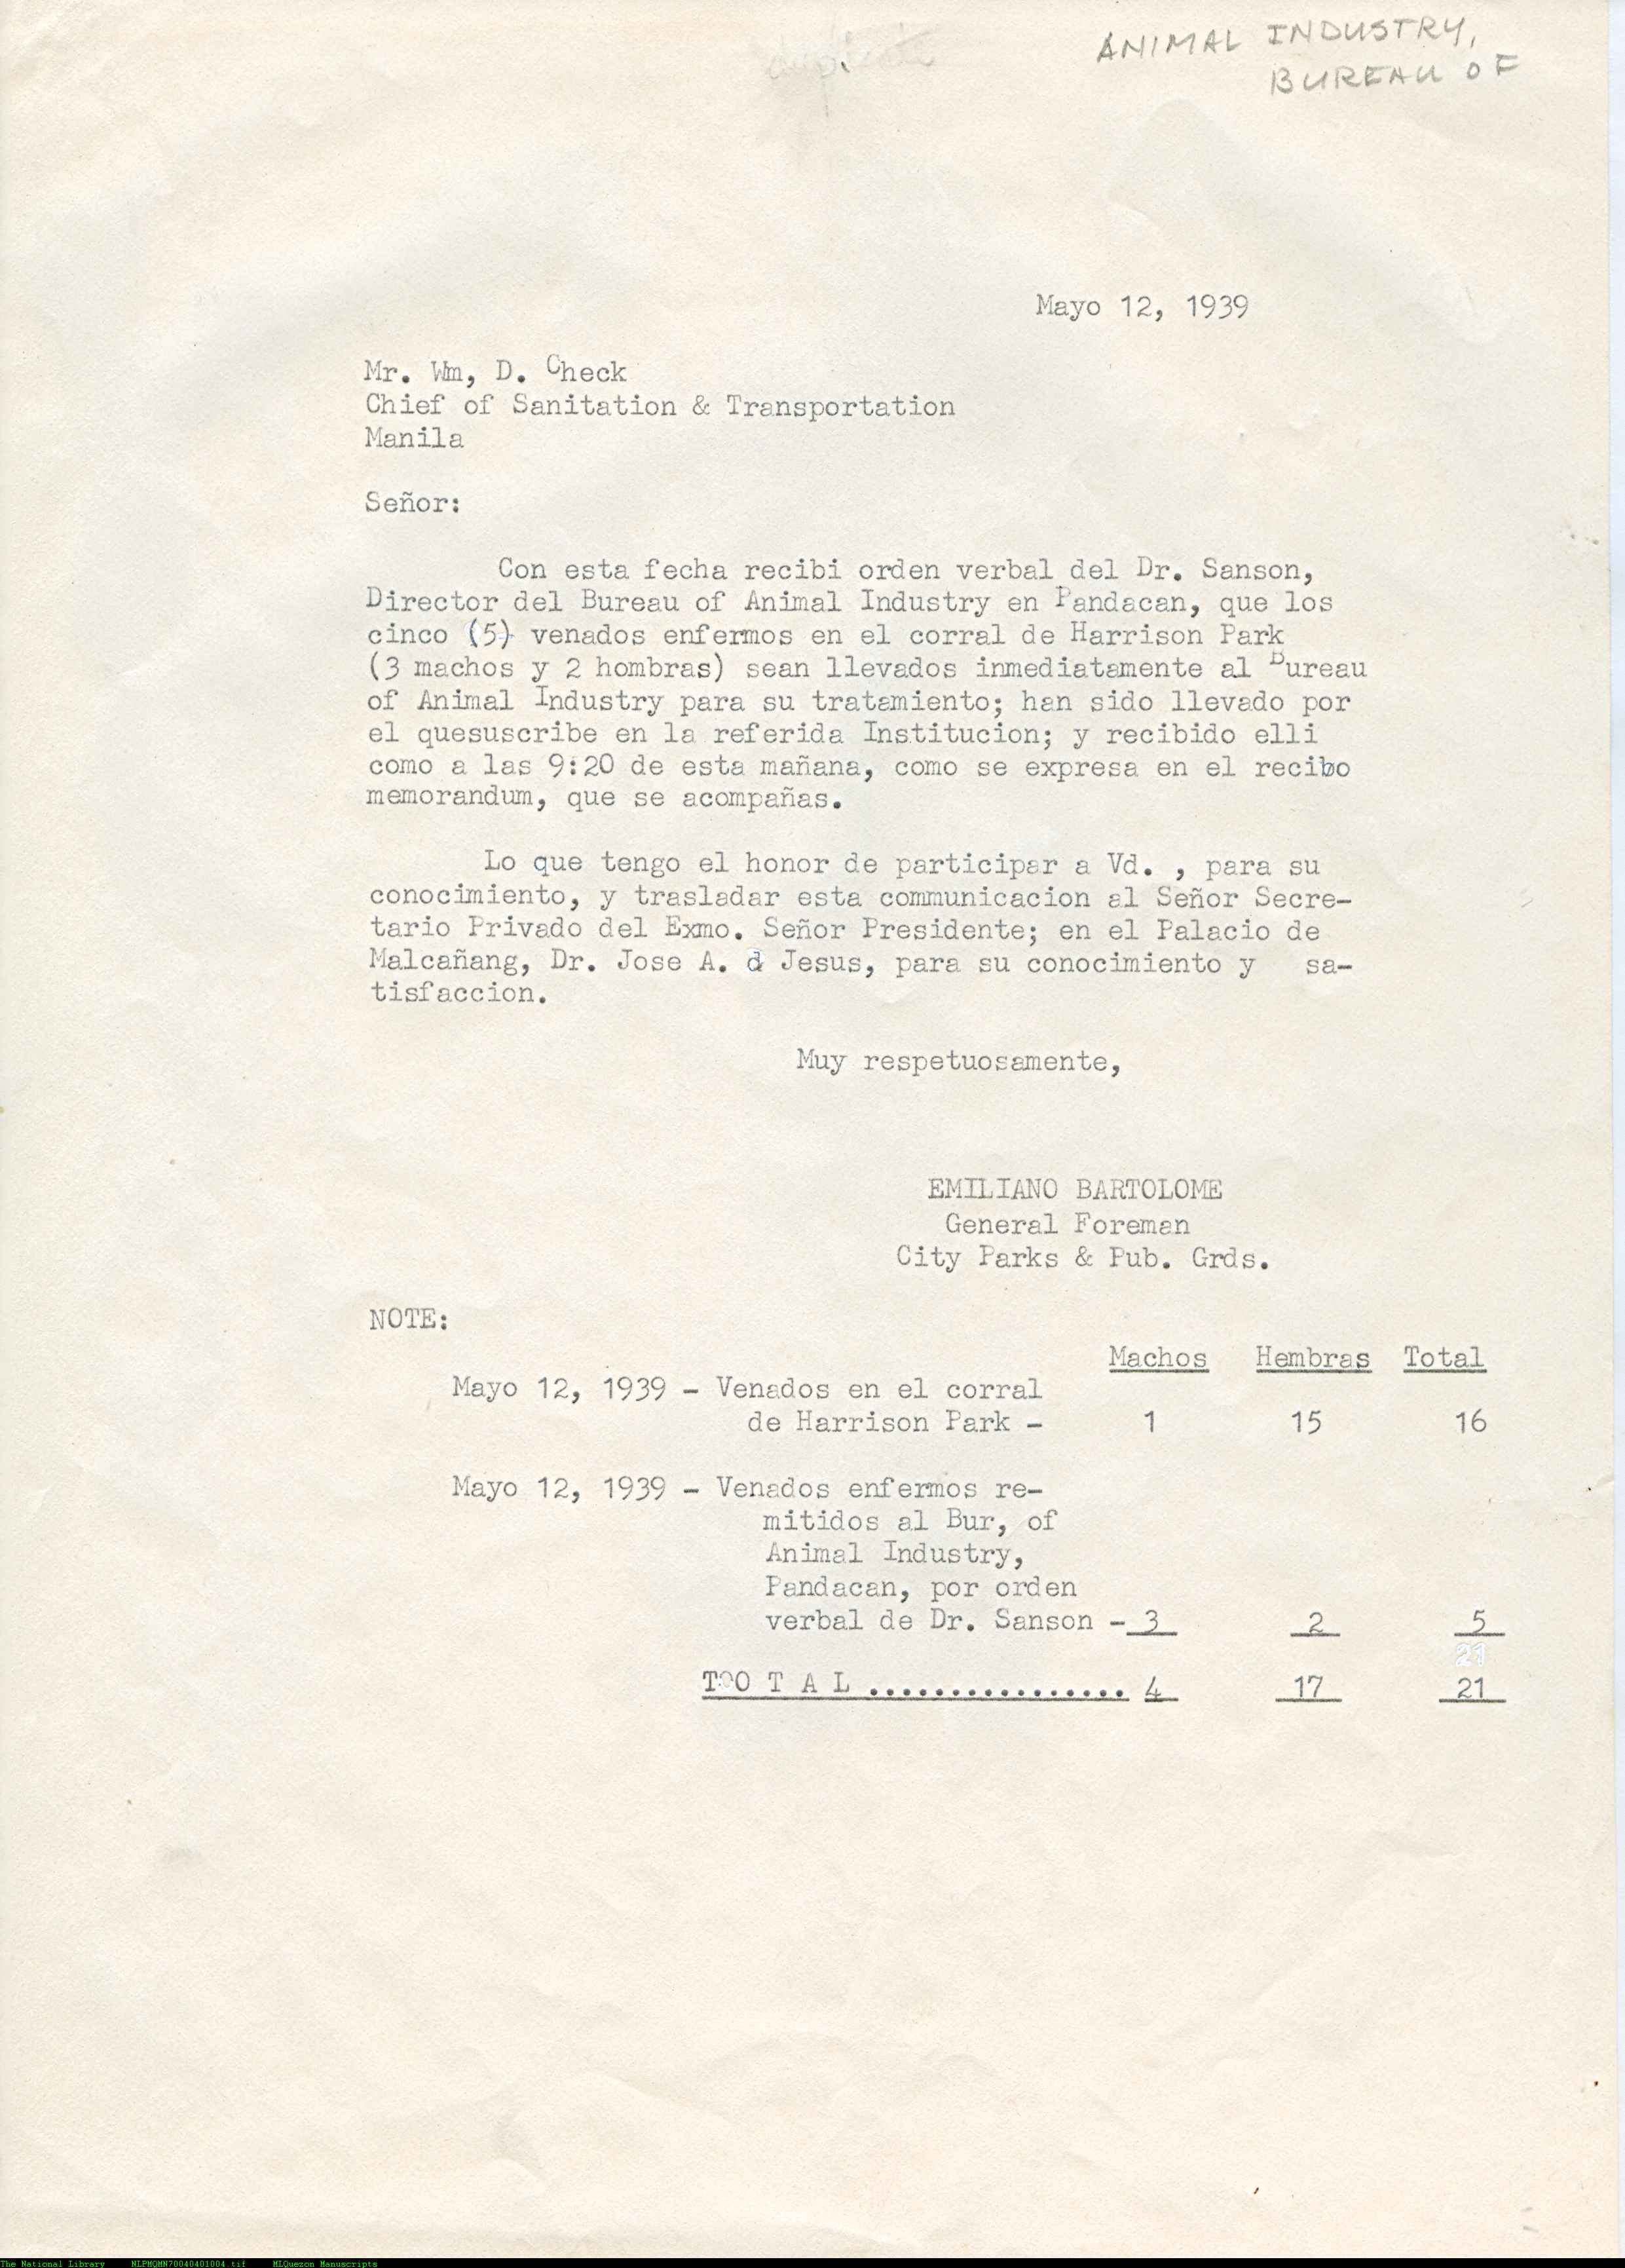 ANIMAL INDUSTRY,
BUREAU OF
Mayo 12, 1939
Mr. Wm, D. Check
Chief of Sanitation & Transportation
Manila
Señor:
Con esta fecha recibi orden verbal del Dr. Sanson,
Director del Bureau of Animal Industry en Pandacan, que los
cinco (5) venados enfermos en el corral de Harrison Park
(3 machos y 2 hombras) sean llevados inmediatamente al Bureau
of Animal Industry para su tratamiento; han sido llevado por
el quesuscribe en la referida Institucion; y recibido elli
como a las 9:20 de esta mañana, como se expresa en el recibo
memorandum, que se acompañas.
Lo que tengo el honor de participar a Vd. , para su
conocimiento, y trasladar esta communicacion al Señor Secre-
tario Privado del Exmo. Señor Presidente; en el Palacio de
Malcañang, Dr. Jose A. d Jesus, para su conocimiento y sa-
tisfaccion.
Muy respetuosamente,
EMILIANO BARTOLOME
General Foreman
City Parks & Pub. Grds.
NOTE:
Machos Hembras Total
Mayo 12, 1939 - Venados en el corral
de Harrison Park - 1 15 16
Mayo 12, 1939 - Venados enfermos re-
mitidos al Bur, of
Animal Industry,
Pandacan, por orden
verbal de Dr. Sanson - 3 2 5
21
TOO T A L ................ 4 17 21
The National Library NLPMQMN70040401004.tif MLQuezon Manuscripts